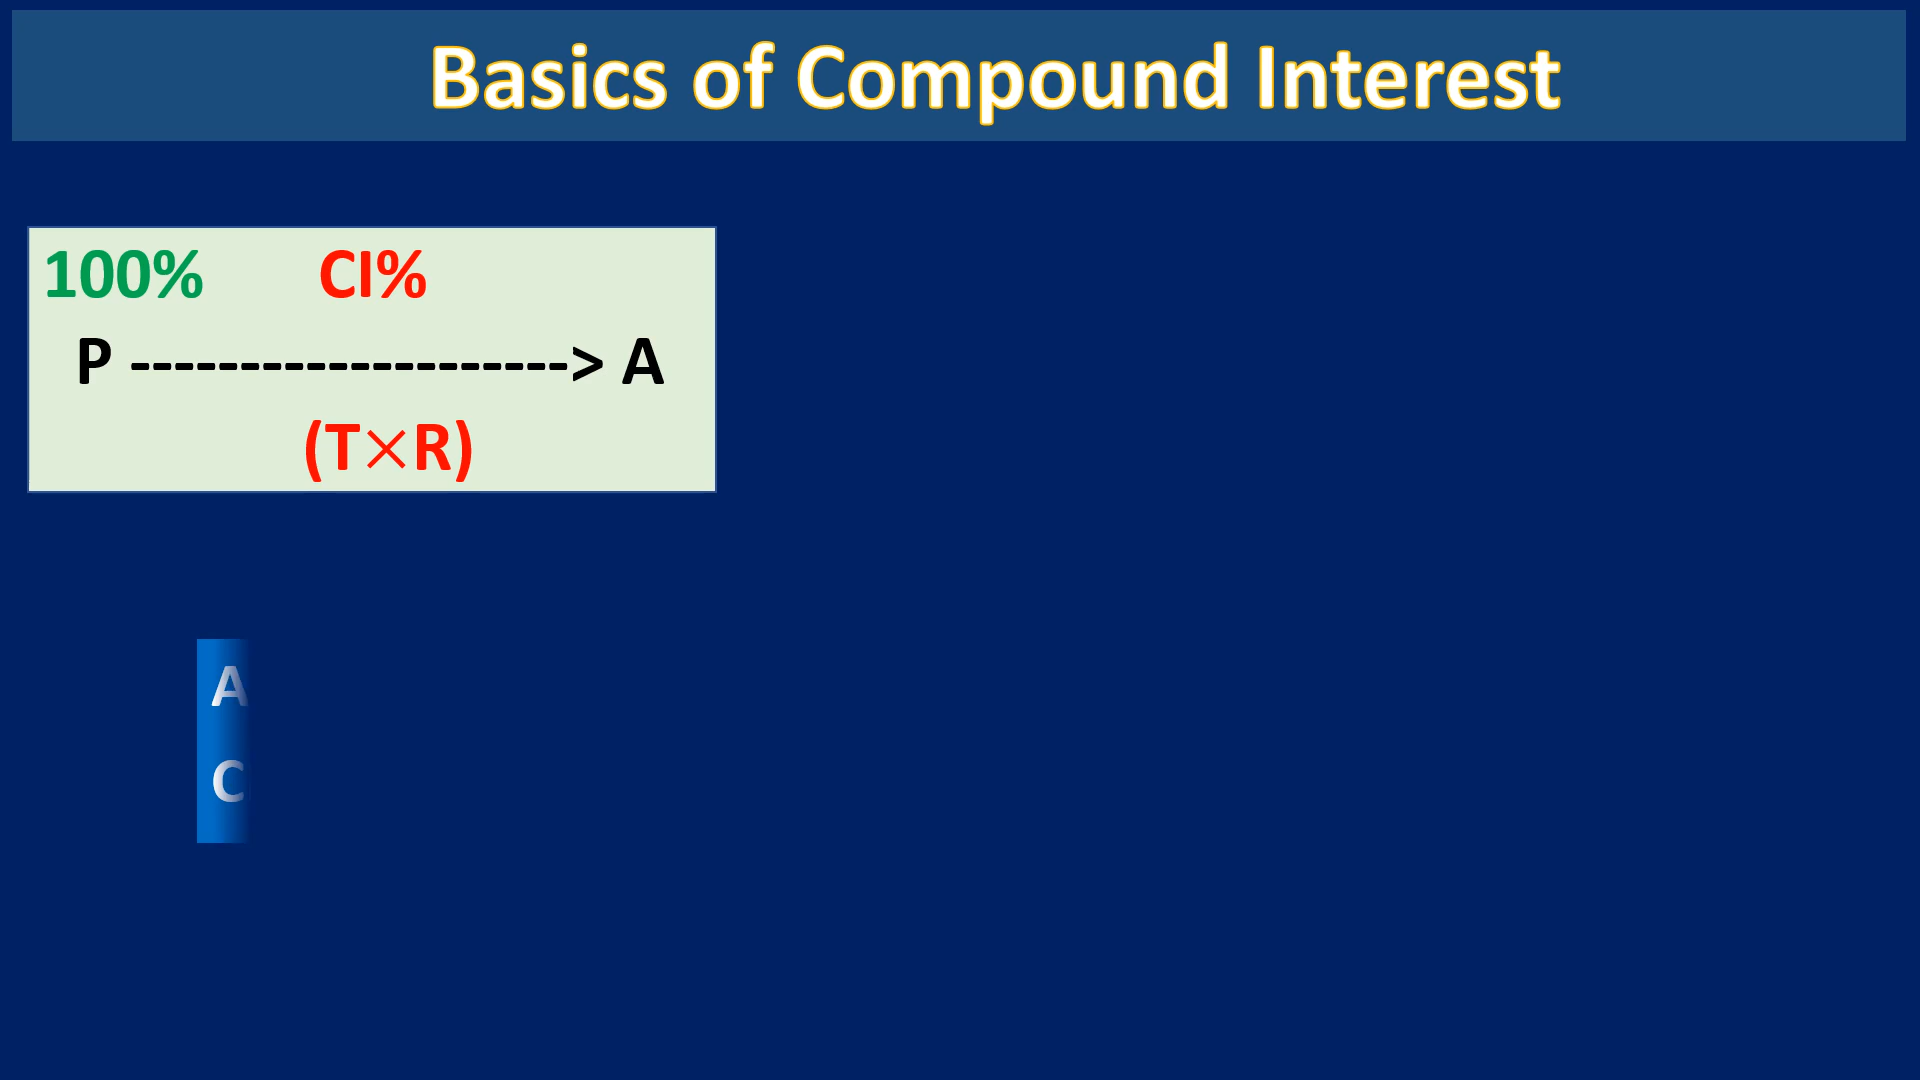 Basics of Compound Interest
100% CI%
P --------------------> A
(T×R)
A
C